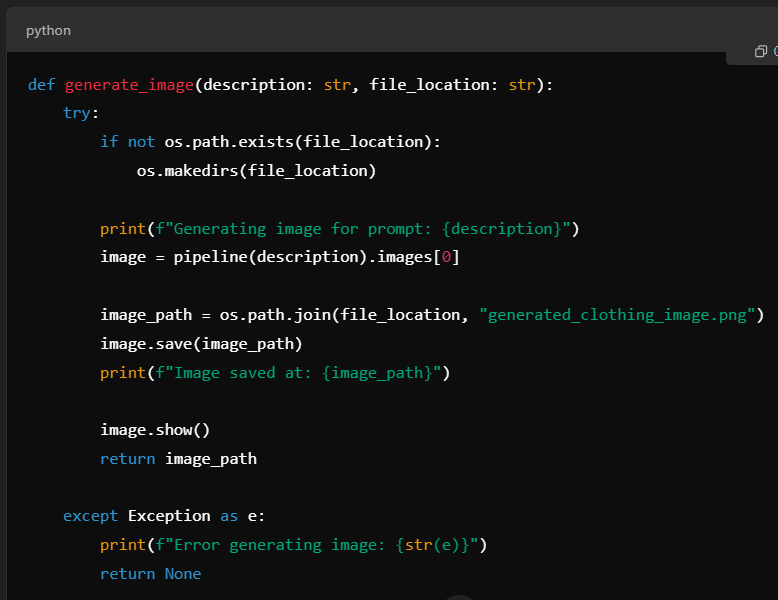 python
def generate_image(description: str, file_location: str):
    try:
        if not os.path.exists(file_location):
            os.makedirs(file_location)
        print(f"Generating image for prompt: {description}")
        image = pipeline(description).images[0]
        image_path = os.path.join(file_location, "generated_clothing_image.png")
        image.save(image_path)
        print(f"Image saved at: {image_path}")
        image.show()
        return image_path
    except Exception as e:
        print(f"Error generating image: {str(e)}")
        return None